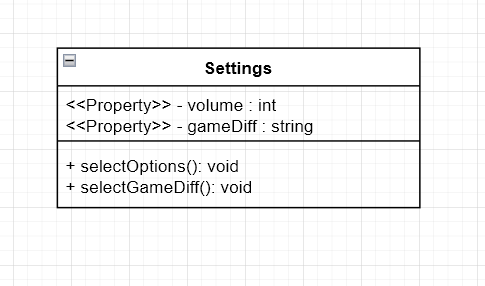 Settings
<<Property>> - volume : int
<<Property>> - gameDiff : string
+ selectOptions(): void
+ selectGameDiff(): void